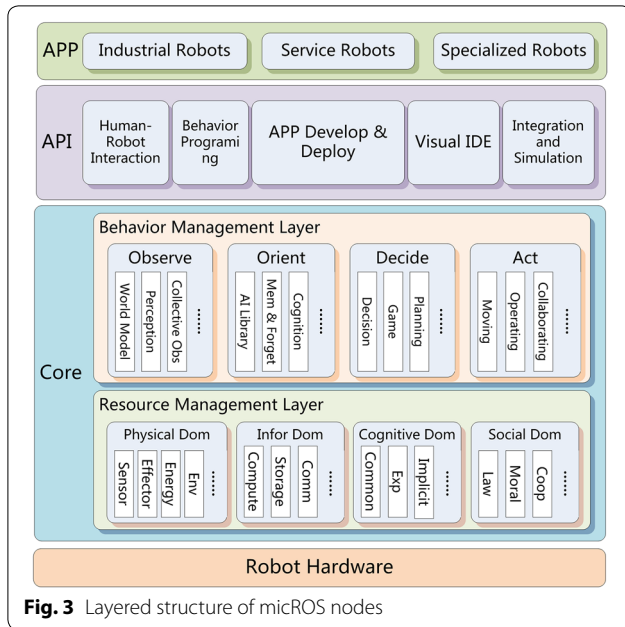 APP
Industrial Robots
Service Robots
Specialized Robots
API
Human-
Robot
Interaction
Behavior
Programi
ng
APP Develop &
Deploy
Visual IDE
Integration
and
Simulation
Core
Behavior Management Layer
Observe
World Model
Perception
Collective Obs
......
Orient
AI Library
Mem & Forget
Cognition
......
Decide
Decision
Game
Planning
......
Act
Moving
Operating
Collaborating
......
Resource Management Layer
Physical Dom
Sensor
Effector
Energy
Env
......
Infor Dom
Compute
Storage
Comm
......
Cognitive Dom
Common
Exp
Implicit
......
Social Dom
Law
Moral
Coop
......
Robot Hardware
Fig. 3 Layered structure of micROS nodes